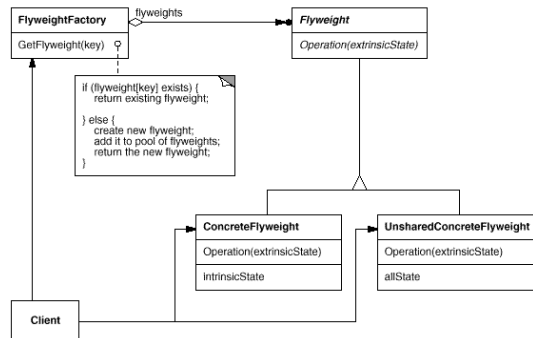 FlyweightFactory
flyweights
Flyweight
GetFlyweight(key)
Operation(extrinsicState)
if (flyweight[key] exists) {
return existing flyweight;
} else {
create new flyweight;
add it to pool of flyweights;
return the new flyweight;
}
ConcreteFlyweight
Operation(extrinsicState)
intrinsicState
UnsharedConcreteFlyweight
Operation(extrinsicState)
allState
Client